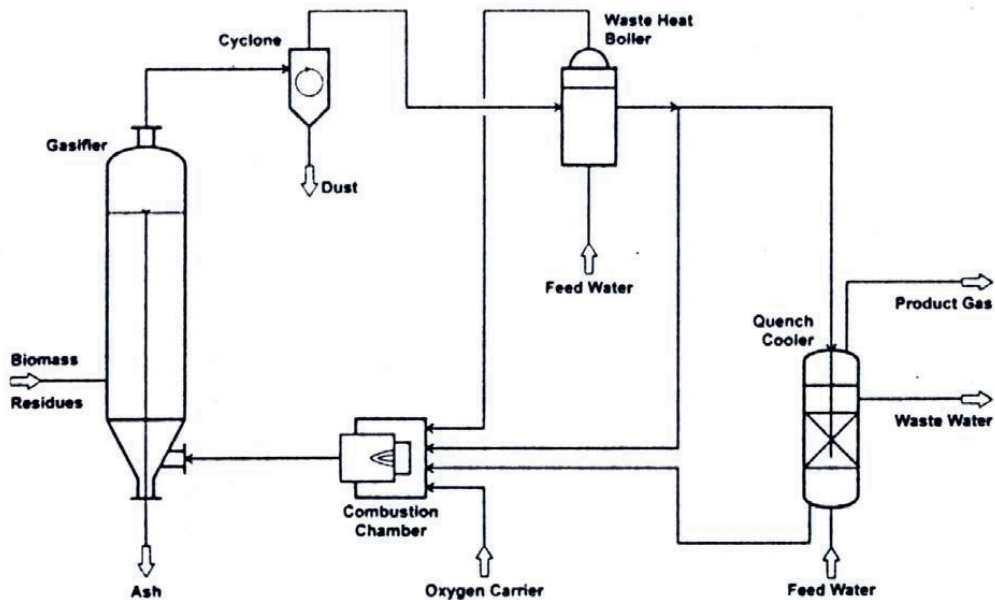 Waste Heat
Boiler
Cyclone
Gasifier
Dust
Feed Water
Product Gas
Quench
Cooler
Biomass
Residues
Waste Water
Combustion
Chamber
Ash
Oxygen Carrier
Feed Water